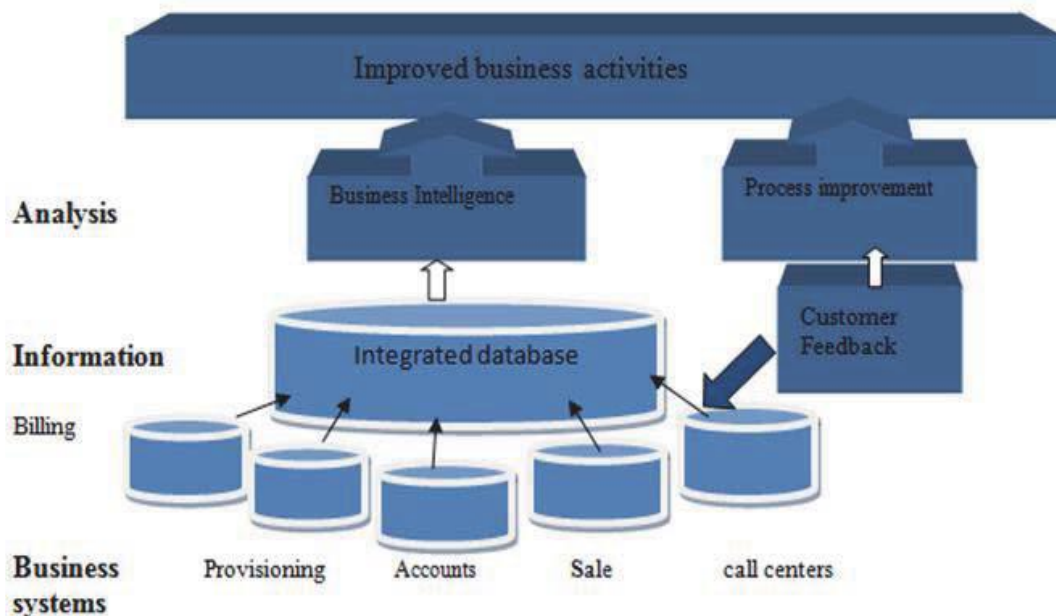 Improved business activities
Business Intelligence
Process improvement
Analysis
Customer
Feedback
Information
Integrated database
Billing
Business
systems
Provisioning
Accounts
Sale
call centers